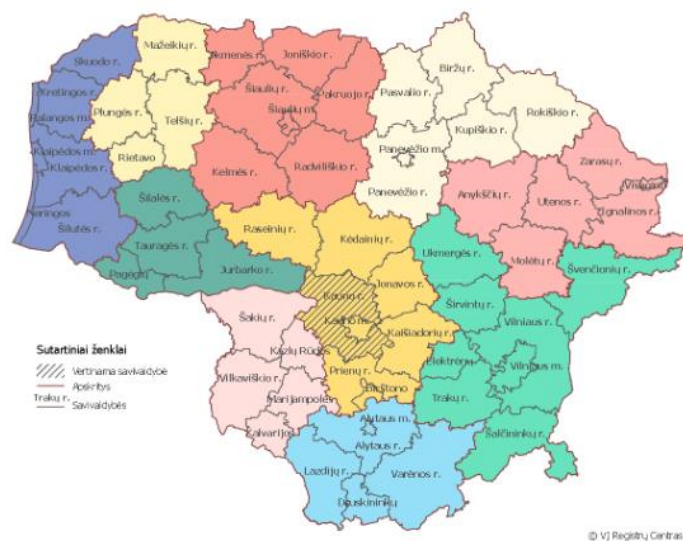 Mažeikių r.
Skuodo r.
Akmenės r.
Joniškio r.
Biržų r.
Kretingos r.
Šiaulių r.
Pakruojo r.
Pasvalio r.
Rokiškio r.
Palangos m.
Plungės r.
Telšių r.
Šiaulių m.
Kupiškio r.
Klaipėdos m.
Rietavo
Panevėžio m.
Zarasų r.
Klaipėdos r.
Kelmės r.
Radviliškio r.
Panevėžio r.
Anykščių r.
Utenos r.
Visagino
Ignalinos r.
Neringos
Šilalės r.
Šilutės r.
Tauragės r.
Raseinių r.
Kėdainių r.
Ukmergės r.
Molėtų r.
Švenčionių r.
Pagėgių
Jurbarko r.
Kauno r.
Jonavos r.
Širvintų r.
Vilniaus r.
Šakių r.
Kauno m.
Kaišiadorių r.
Kazlų Rūdos
Elektrėnų
Vilniaus m.
Vilkaviškio r.
Prienų r.
Birštono
Trakų r.
Marijampolės
Kalvarijos
Alytaus m.
Alytaus r.
Šalčininkų r.
Lazdijų r.
Varėnos r.
Druskininkų
Sutartiniai ženklai
Vertinama savivaldybė
Apskritys
Trakų r.
Savivaldybės
© VĮ Registrų Centras